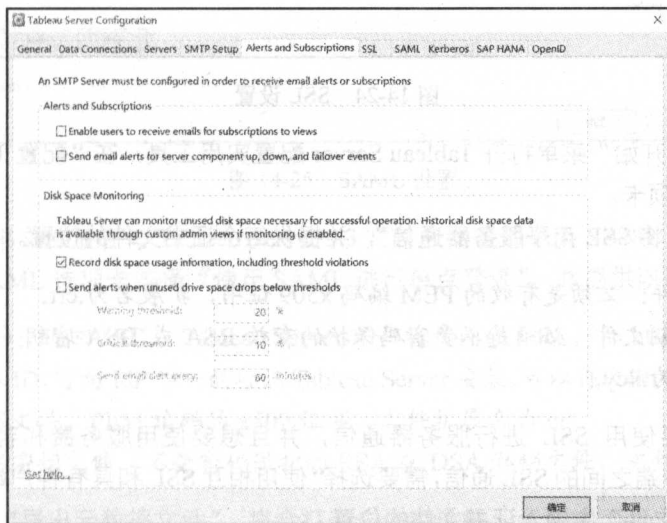 Tableau Server Configuration
X
General Data Connections Servers SMTP Setup Alerts and Subscriptions SSL SAML Kerberos SAP HANA OpenID
An SMTP Server must be configured in order to receive email alerts or subscriptions
Alerts and Subscriptions
Enable users to receive emails for subscriptions to views
Send email alerts for server component up, down, and failover events
Disk Space Monitoring
Tableau Server can monitor unused disk space necessary for successful operation. Historical disk space data
is available through custom admin views if monitoring is enabled.
Record disk space usage information, including threshold violations
Send alerts when unused drive space drops below thresholds
Warning threshold: 20 %
Critical threshold: 10 %
Send email alert every: 60 minutes
Get help...
确定 取消